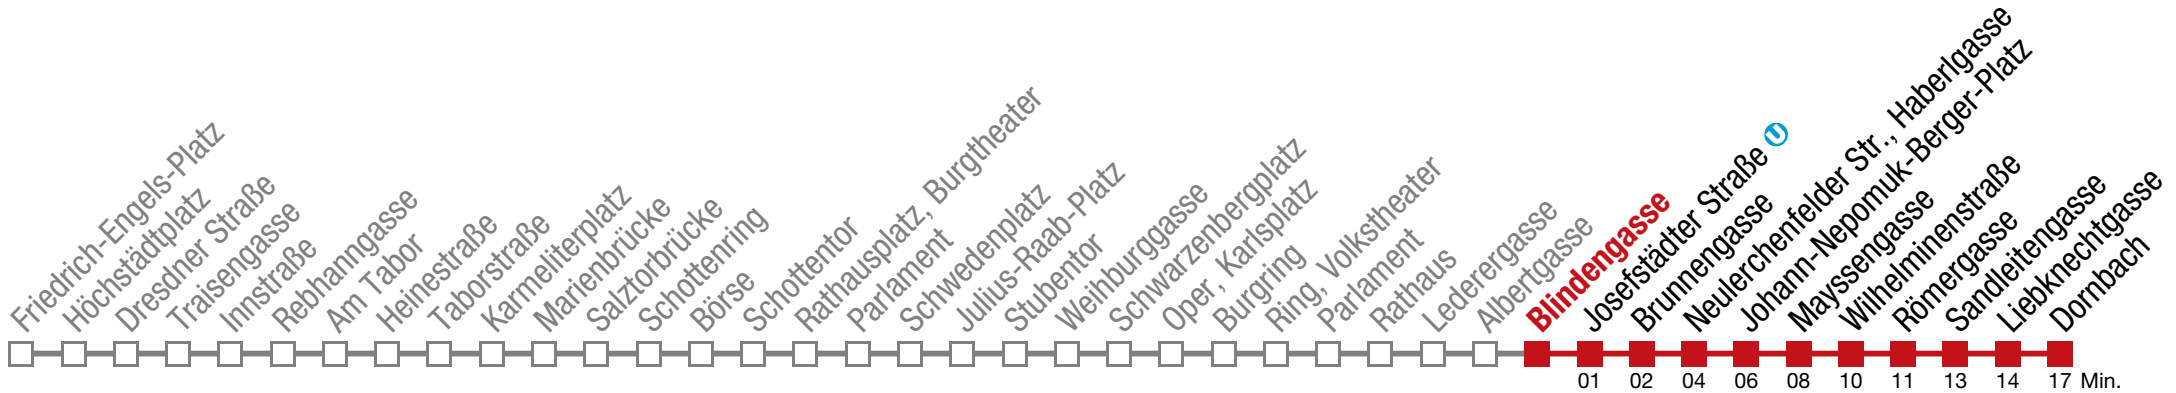 Friedrich-Engels-Platz
Höchstädtplatz
Dresdner Straße
Traisengasse
Innstraße
Rebhanngasse
Am Tabor
Heinestraße
Taborstraße
Karmeliterplatz
Marienbrücke
Salztorbrücke
Schottenring
Börse
Schottentor
Rathausplatz, Burgtheater
Parlament
Schwedenplatz
Julius-Raab-Platz
Stubentor
Weihburggasse
Schwarzenbergplatz
Oper, Karlsplatz
Burgring
Ring, Volkstheater
Parlament
Rathaus
Lederergasse
Albertgasse
Blindengasse
Josefstädter Straße U
Brunnengasse
Neulerchenfelder Str., Haberlgasse
Johann-Nepomuk-Berger-Platz
Mayssengasse
Wilhelminenstraße
Römergasse
Sandleitengasse
Liebknechtgasse
Dornbach
01 02 04 06 08 10 11 13 14 17 Min.